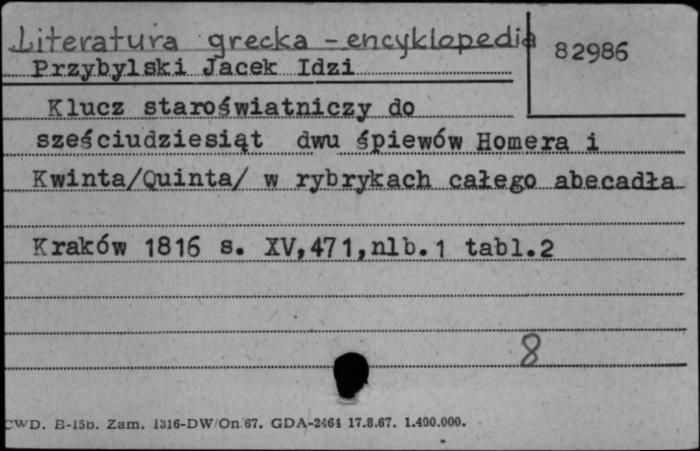 Literatura grecka - encyklopedia
82986
Przybylski Jacek Idzi
Klucz staroświatniczy do
sześciudziesiąt dwu śpiewów Homera i
Kwinta/Quinta/ w rybrykach całego abecadła
Kraków 1816 s. XV,471,nlb.1 tabl.2
8
CWD. B-15b. Zam. 1316-DW/On/67. GDA-2464 17.8.67. 1.400.000.